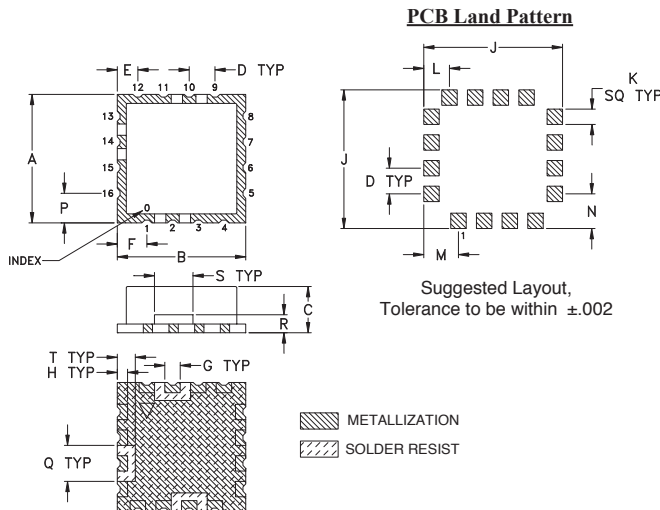 PCB Land Pattern
E 12 11 10 9 D TYP
13
14
15
16
8
7
6
5
A
P
0
1 2 3 4
F
B
INDEX
S TYP
C
R
T TYP
H TYP
G TYP
Q TYP
J
L
K
SQ TYP
J
D TYP
N
1
M
Suggested Layout,
Tolerance to be within ±.002
METALLIZATION
SOLDER RESIST